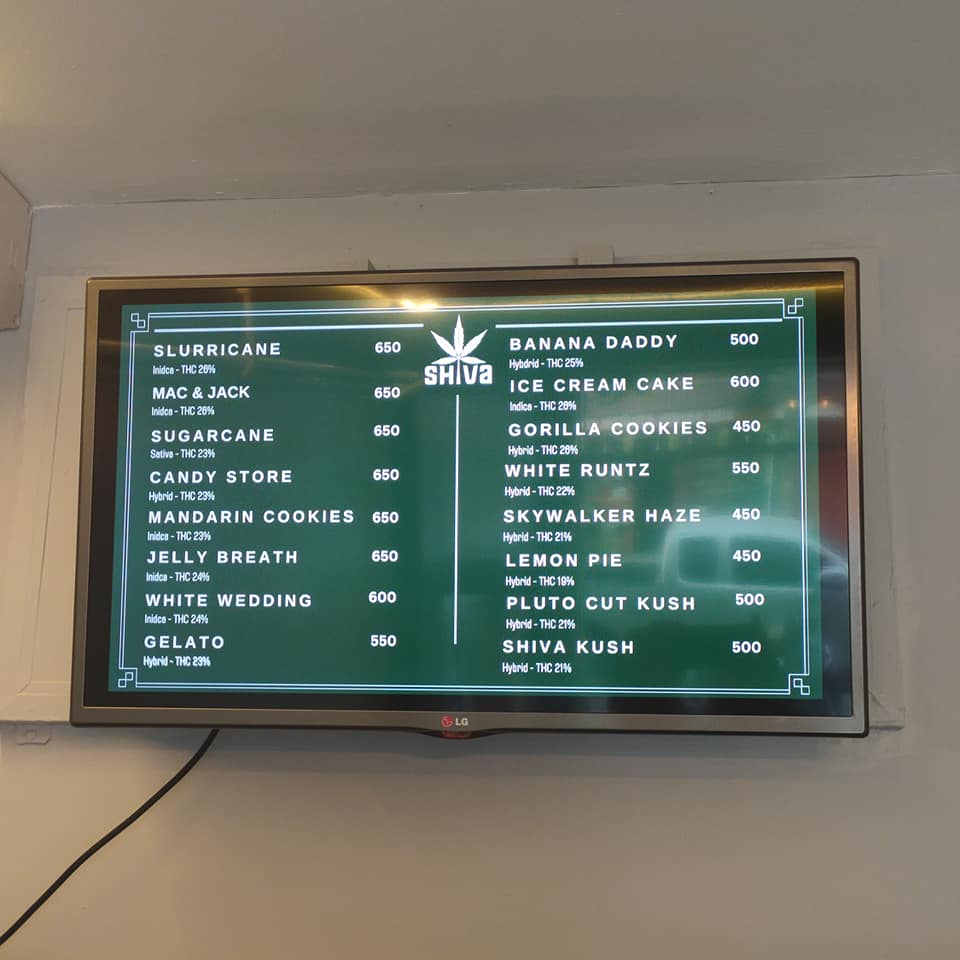 SHIVA
SLURRICANE 650
Inidca - THC 26%
MAC & JACK 650
Inidca - THC 26%
SUGARCANE 650
Sativa - THC 23%
CANDY STORE 650
Hybrid - THC 23%
MANDARIN COOKIES 650
Inidca - THC 23%
JELLY BREATH 650
Inidca - THC 24%
WHITE WEDDING 600
Inidca - THC 24%
GELATO 550
Hybrid - THC 23%
BANANA DADDY 500
Hybdrid - THC 25%
ICE CREAM CAKE 600
Indica - THC 26%
GORILLA COOKIES 450
Hybrid - THC 26%
WHITE RUNTZ 550
Hybrid - THC 22%
SKYWALKER HAZE 450
Hybrid - THC 21%
LEMON PIE 450
Hybrid - THC 19%
PLUTO CUT KUSH 500
Hybrid - THC 21%
SHIVA KUSH 500
Hybrid - THC 21%
LG